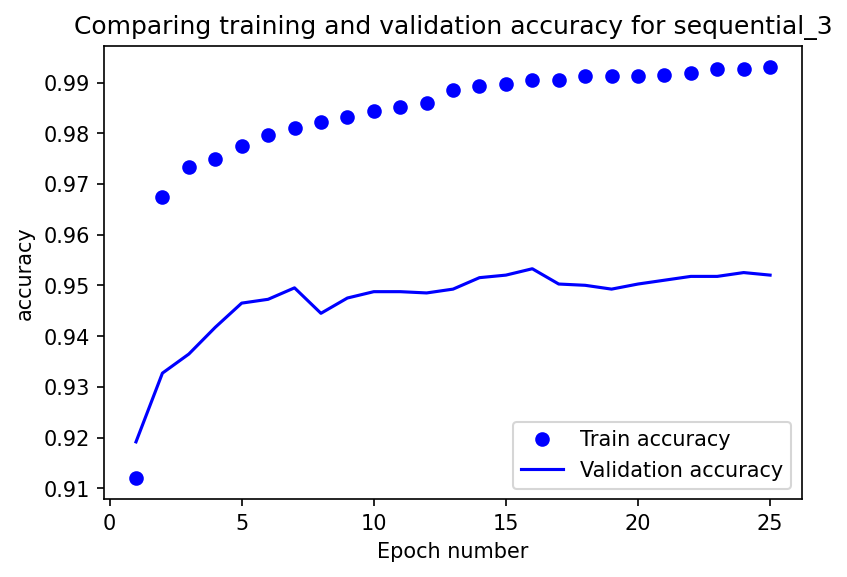 Comparing training and validation accuracy for sequential_3
0.99
0.98
0.97
0.96
0.95
0.94
0.93
0.92
0.91
accuracy
Train accuracy
Validation accuracy
0 5 10 15 20 25
Epoch number